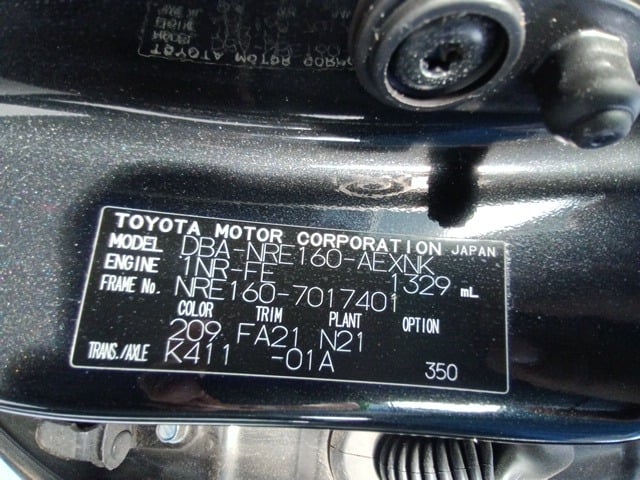 TOYOTA MOTOR CORPORATION JAPAN
MODEL DBA-NRE160-AEXNK
ENGINE 1NR-FE 1329 mL
FRAME No. NRE160-7017401
COLOR TRIM PLANT OPTION
209 FA21 N21
TRANS./AXLE K411 -01A
350